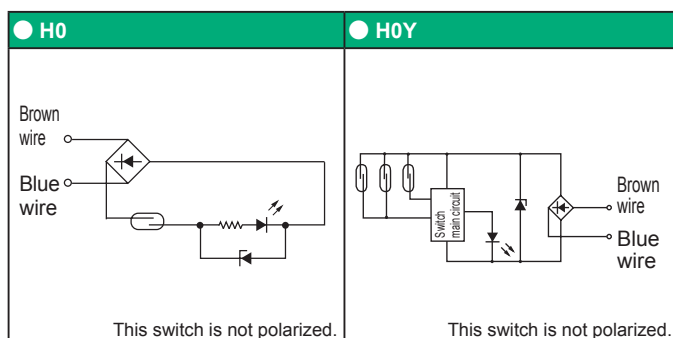 H0
H0Y
Brown
wire
Blue
wire
This switch is not polarized.
Switch
main circuit
Brown
wire
Blue
wire
This switch is not polarized.